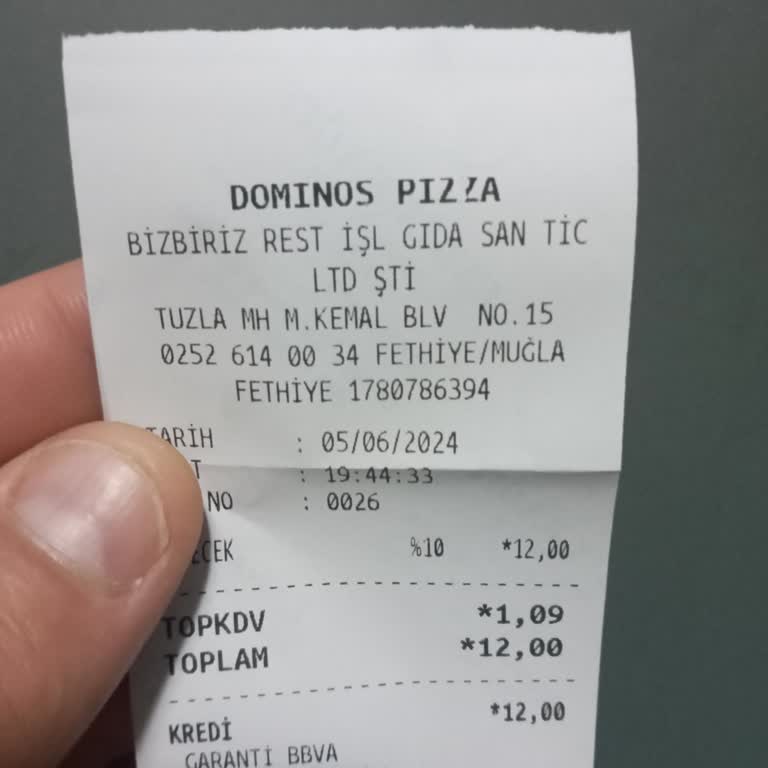 DOMINOS PIZZA
BİZBİRİZ REST İŞL GIDA SAN TİC
LTD ŞTİ
TUZLA MH M.KEMAL BLV NO.15
0252 614 00 34 FETHİYE/MUĞLA
FETHİYE 1780786394
TARİH : 05/06/2024
: 19:44:33
NO : 0026
%10 *12,00
TOPKDV *1,09
TOPLAM *12,00
KREDİ *12,00
GARANTİ BBVA